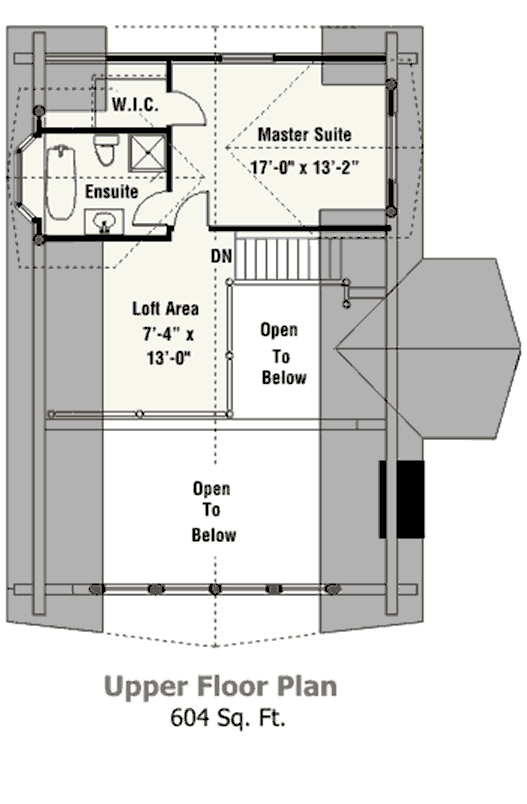 W.I.C.
Master Suite
17'-0" x 13'-2"
Ensuite
DN
Loft Area
7'-4" x
13'-0"
Open
To
Below
Open
To
Below
Upper Floor Plan
604 Sq. Ft.